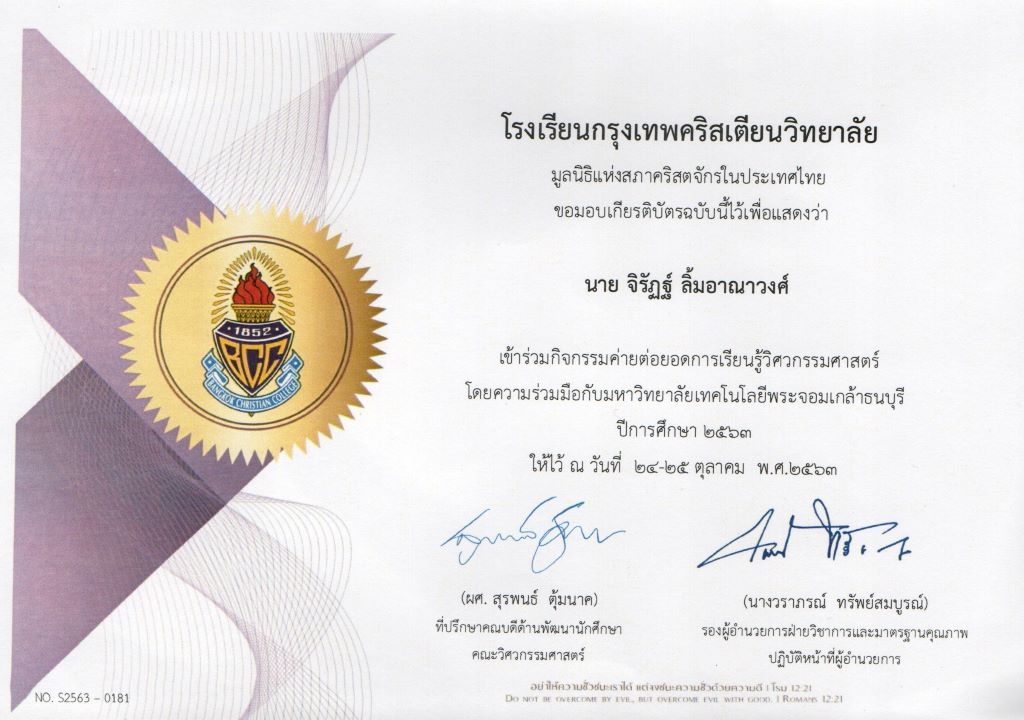 โรงเรียนกรุงเทพคริสเตียนวิทยาลัย
มูลนิธิแห่งสภาคริสตจักรในประเทศไทย
ขอมอบเกียรติบัตรฉบับนี้ไว้เพื่อแสดงว่า
นาย จิรัฏฐ์ ลิ้มอาณาวงศ์
1852
BCC
BANGKOK CHRISTIAN COLLEGE
เข้าร่วมกิจกรรมค่ายต่อยอดการเรียนรู้วิศวกรรมศาสตร์
โดยความร่วมมือกับมหาวิทยาลัยเทคโนโลยีพระจอมเกล้าธนบุรี
ปีการศึกษา ๒๕๖๓
ให้ไว้ ณ วันที่ ๒๔-๒๕ ตุลาคม พ.ศ.๒๕๖๓
(ผศ. สุรพนธ์ ตุ้มนาค)
ที่ปรึกษาคณบดีด้านพัฒนานักศึกษา
คณะวิศวกรรมศาสตร์
(นางวราภรณ์ ทรัพย์สมบูรณ์)
รองผู้อำนวยการฝ่ายวิชาการและมาตรฐานคุณภาพ
ปฏิบัติหน้าที่ผู้อำนวยการ
NO. S2563 - 0181
อย่าให้ความชั่วชนะเราได้ แต่จงชนะความชั่วด้วยความดี | โรม 12:21
DO NOT BE OVERCOME BY EVIL, BUT OVERCOME EVIL WITH GOOD. | ROMANS 12:21